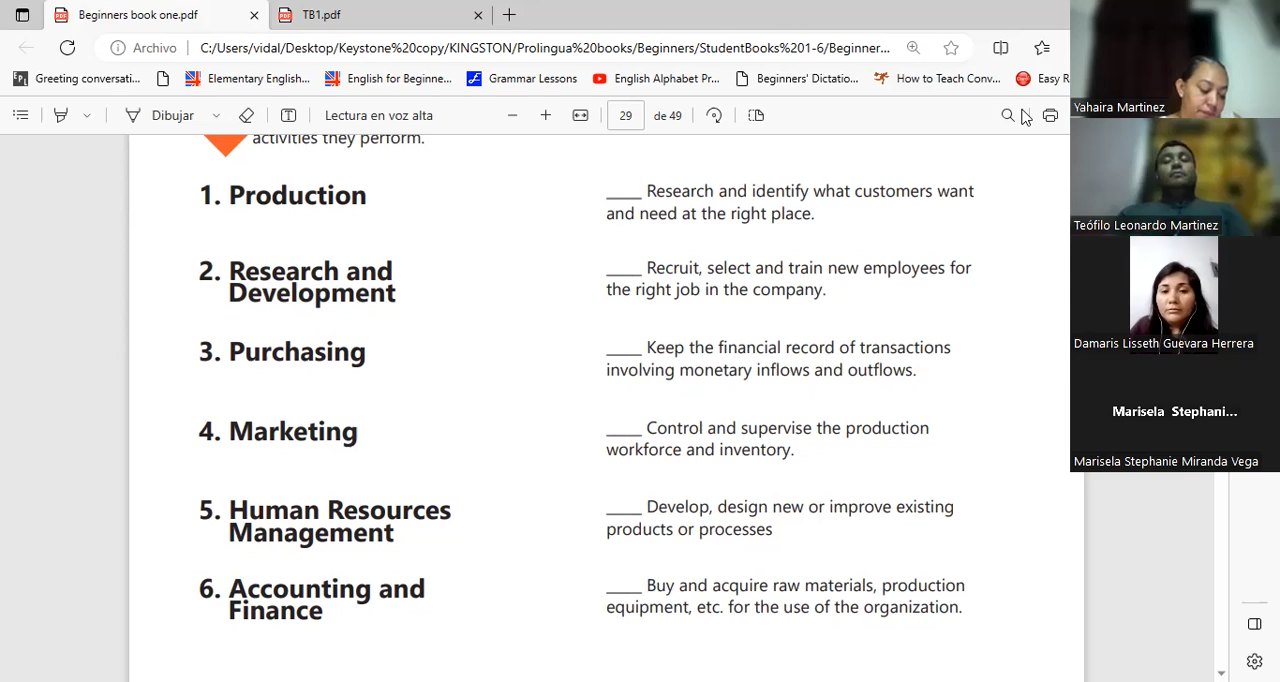 Beginners book one.pdf
TB1.pdf
Archivo
C:/Users/vidal/Desktop/Keystone%20copy/KINGSTON/Prolingua%20books/Beginners/StudentBooks%201-6/Beginner...
Greeting conversati...
Elementary English...
English for Beginne...
Grammar Lessons
English Alphabet Pr...
Beginners' Dictatio...
How to Teach Conv...
Easy R
Dibujar
Lectura en voz alta
29
de 49
activities they perform.
1. Production
____ Research and identify what customers want
and need at the right place.
2. Research and
Development
____ Recruit, select and train new employees for
the right job in the company.
3. Purchasing
____ Keep the financial record of transactions
involving monetary inflows and outflows.
4. Marketing
____ Control and supervise the production
workforce and inventory.
5. Human Resources
Management
____ Develop, design new or improve existing
products or processes
6. Accounting and
Finance
____ Buy and acquire raw materials, production
equipment, etc. for the use of the organization.
Yahaira Martinez
Teófilo Leonardo Martinez
Damaris Lisseth Guevara Herrera
Marisela Stephani...
Marisela Stephanie Miranda Vega